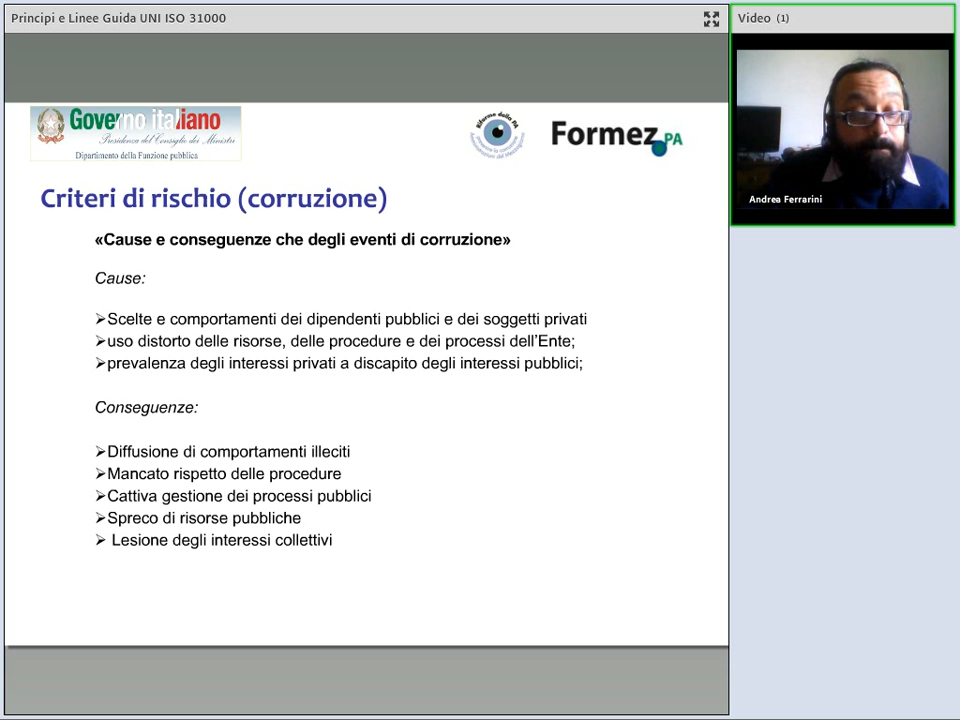 Principi e Linee Guida UNI ISO 31000
Video (1)
Governo italiano
Presidenza del Consiglio dei Ministri
Dipartimento della Funzione pubblica
Riforme della PA
Formez PA
Andrea Ferrarini
Criteri di rischio (corruzione)
«Cause e conseguenze che degli eventi di corruzione»
Cause:
➢Scelte e comportamenti dei dipendenti pubblici e dei soggetti privati
➢uso distorto delle risorse, delle procedure e dei processi dell'Ente;
➢prevalenza degli interessi privati a discapito degli interessi pubblici;
Conseguenze:
➢Diffusione di comportamenti illeciti
➢Mancato rispetto delle procedure
➢Cattiva gestione dei processi pubblici
➢Spreco di risorse pubbliche
➢ Lesione degli interessi collettivi